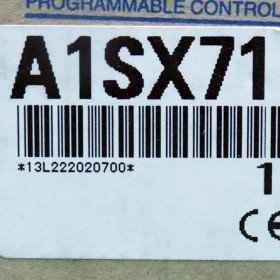 PROGRAMMABLE CONTROL
A1SX71
*13L222020700*
1
CE